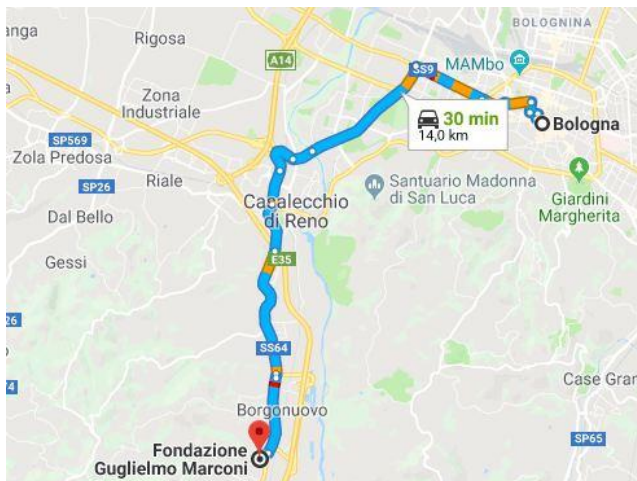 anga
Rigosa
BOLOGNINA
A14
SS9
MAMbo
30 min
14,0 km
Bologna
Zona
Industriale
SP569
Zola Predosa
Riale
SP26
Santuario Madonna
di San Luca
Giardini
Margherita
Casalecchio
di Reno
Dal Bello
Gessi
E35
26
SS64
74
Case Gran
Borgonuovo
SP65
Fondazione
Guglielmo Marconi